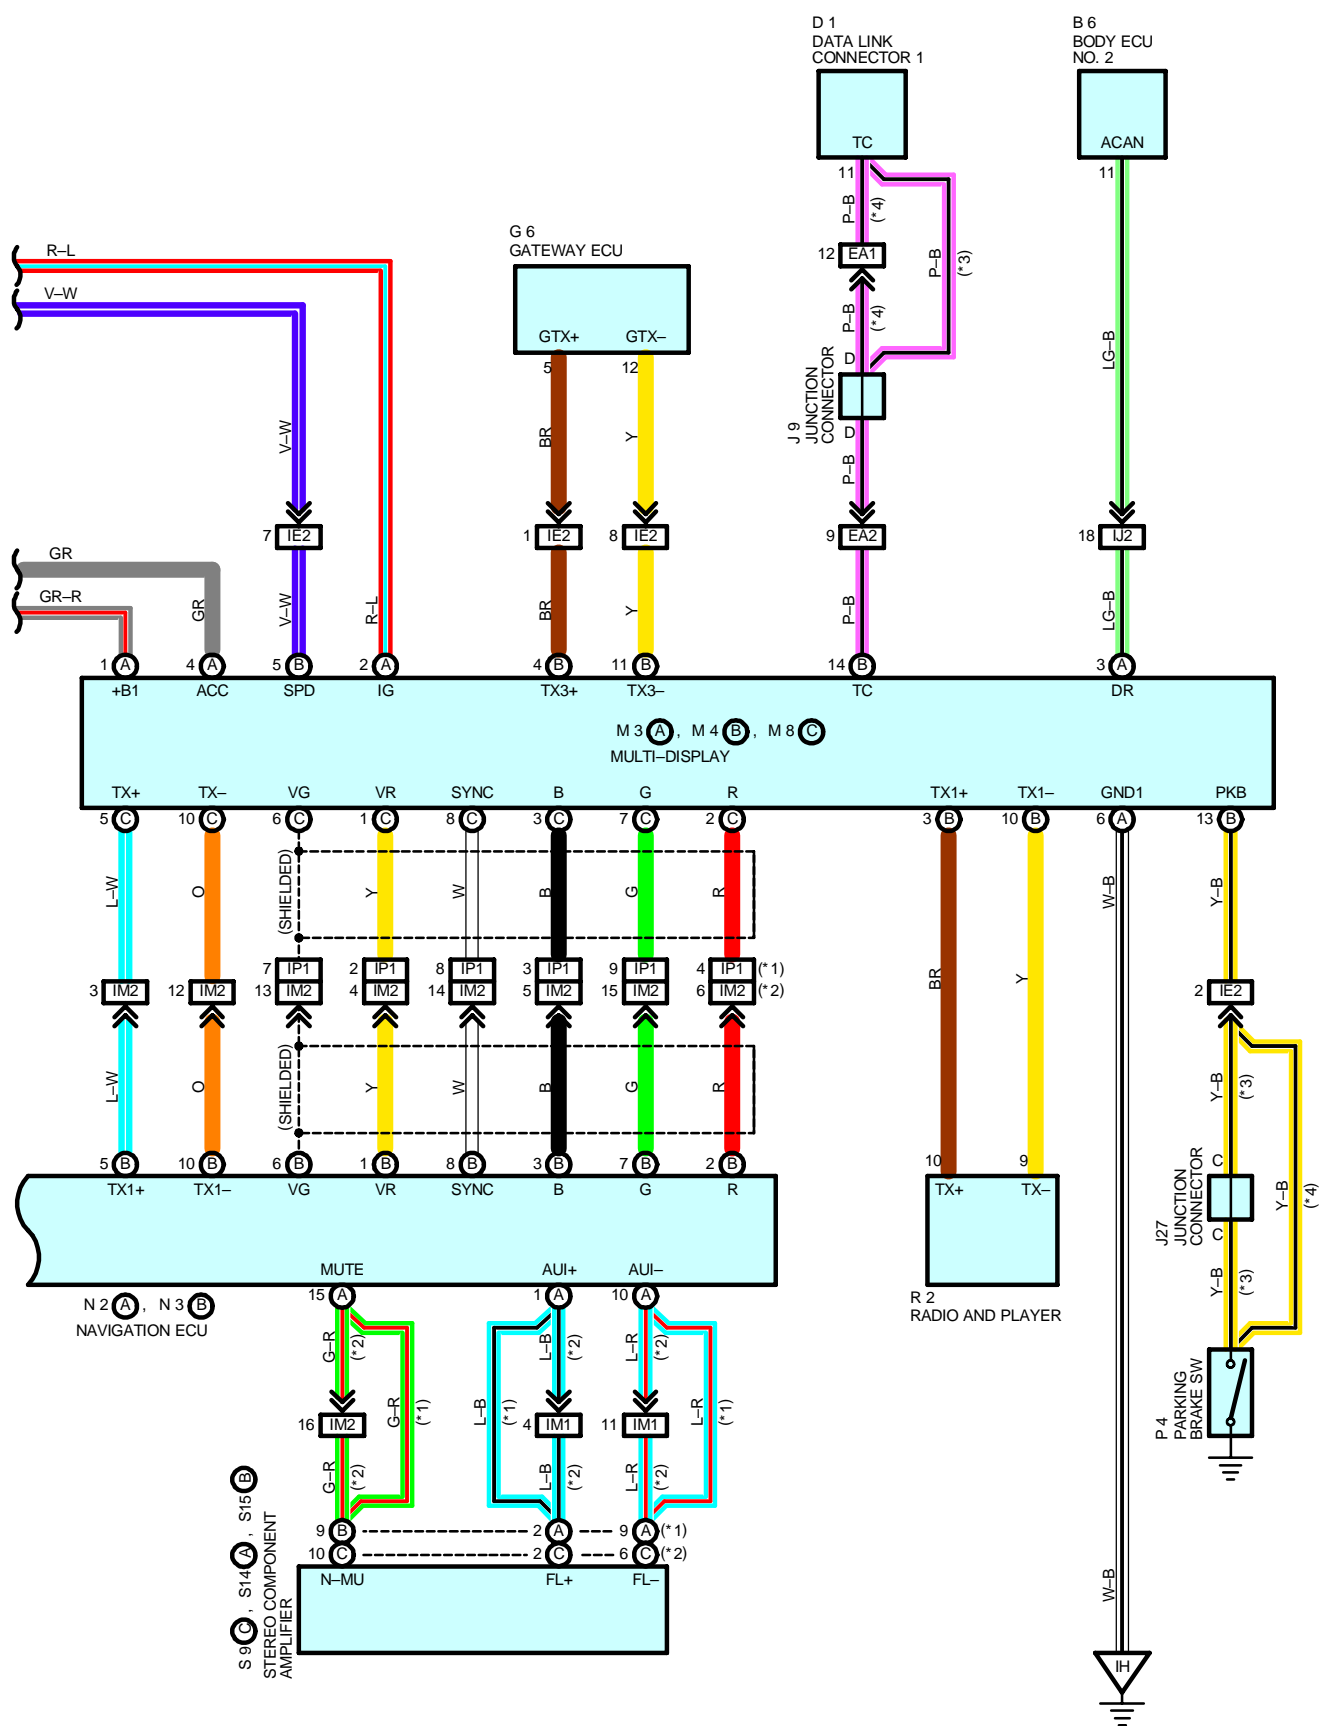 D 1
DATA LINK
CONNECTOR 1
B 6
BODY ECU
NO. 2
TC
ACAN
11
11
P–B
(*4)
G 6
GATEWAY ECU
R–L
12 EA1
P–B
(*3)
V–W
P–B
(*4)
LG–B
GTX+
GTX–
5
12
D
J 9
JUNCTION
CONNECTOR
V–W
BR
Y
D
P–B
7 IE2
1 IE2
8 IE2
9 EA2
18 IJ2
GR
GR–R
GR
V–W
R–L
BR
Y
P–B
LG–B
1 A
4 A
5 B
2 A
4 B
11 B
14 B
3 A
+B1
ACC
SPD
IG
TX3+
TX3–
TC
DR
M 3 A , M 4 B , M 8 C
MULTI–DISPLAY
TX+
TX–
VG
VR
SYNC
B
G
R
TX1+
TX1–
GND1
PKB
5 C
10 C
6 C
1 C
8 C
3 C
7 C
2 C
3 B
10 B
6 A
13 B
L–W
O
(SHIELDED)
Y
W
B
G
R
W–B
Y–B
7 IP1
2 IP1
8 IP1
3 IP1
9 IP1
4 IP1 (*1)
BR
Y
3 IM2
12 IM2
13 IM2
4 IM2
14 IM2
5 IM2
15 IM2
6 IM2 (*2)
2 IE2
L–W
O
(SHIELDED)
Y
W
B
G
R
Y–B
(*3)
5 B
10 B
6 B
1 B
8 B
3 B
7 B
2 B
10
9
C
TX1+
TX1–
VG
VR
SYNC
B
G
R
TX+
TX–
J27
JUNCTION
CONNECTOR
Y–B
(*4)
C
MUTE
AUI+
AUI–
Y–B
(*3)
15 A
1 A
10 A
N 2 A , N 3 B
NAVIGATION ECU
R 2
RADIO AND PLAYER
G–R
(*2)
L–B
(*2)
L–R
(*2)
G–R
(*1)
L–B
(*1)
L–R
(*1)
P 4
PARKING
BRAKE SW
16 IM2
4 IM1
11 IM1
G–R
(*2)
L–B
(*2)
L–R
(*2)
9 B
2 A
9 A (*1)
10 C
2 C
6 C (*2)
N–MU
FL+
FL–
S 9 C , S14 A , S15 B
STEREO COMPONENT
AMPLIFIER
W–B
IH